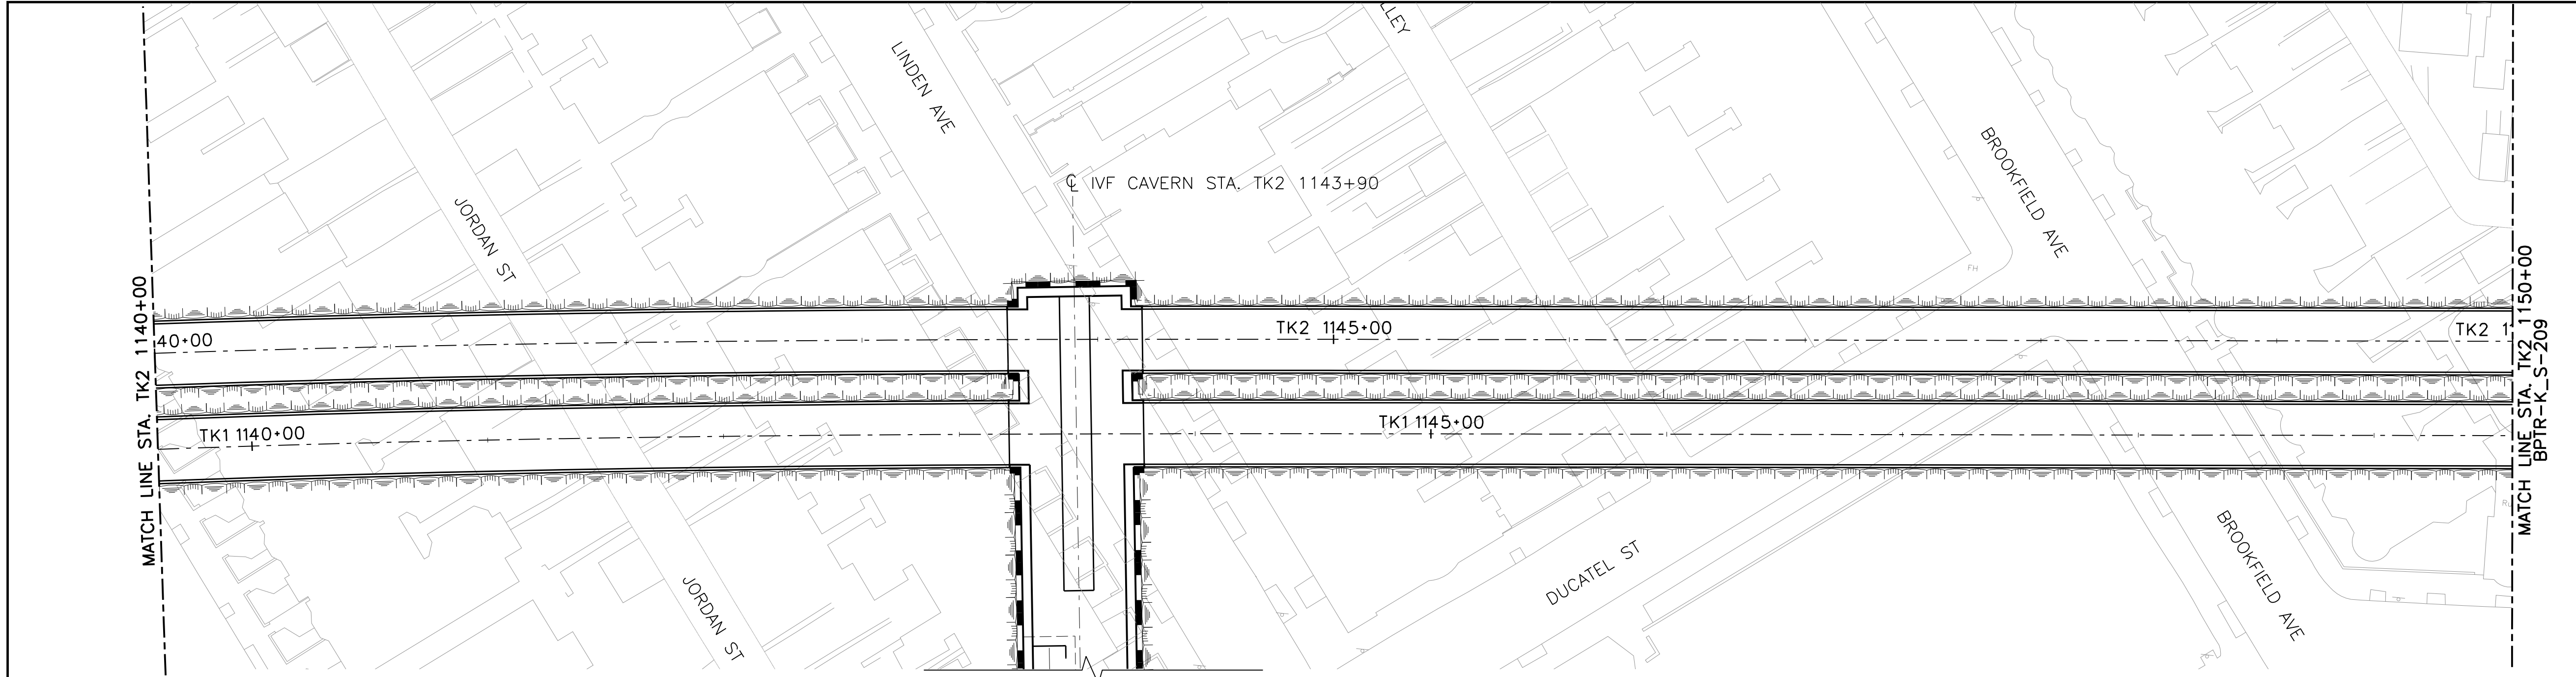 LINDEN AVE
LLEY
BROOKFIELD AVE
℄ IVF CAVERN STA. TK2 1143+90
JORDAN ST
FH
MATCH LINE STA. TK2 1140+00
40+00
TK2 1145+00
TK2 1
TK1 1140+00
TK1 1145+00
MATCH LINE STA. TK2 1150+00
BPTR-K_S-209
JORDAN ST
DUCATEL ST
BROOKFIELD AVE